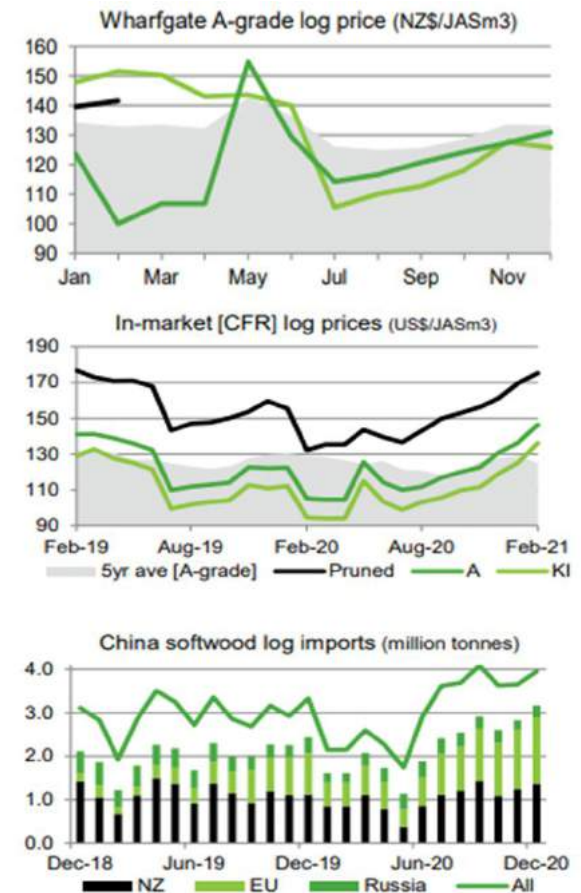 Wharfgate A-grade log price (NZ$/JASm3)
160
150
140
130
120
110
100
90
Jan Mar May Jul Sep Nov
In-market [CFR] log prices (US$/JASm3)
190
170
150
130
110
90
Feb-19 Aug-19 Feb-20 Aug-20 Feb-21
5yr ave [A-grade] Pruned A KI
China softwood log imports (million tonnes)
4.0
3.0
2.0
1.0
0.0
Dec-18 Jun-19 Dec-19 Jun-20 Dec-20
NZ EU Russia All